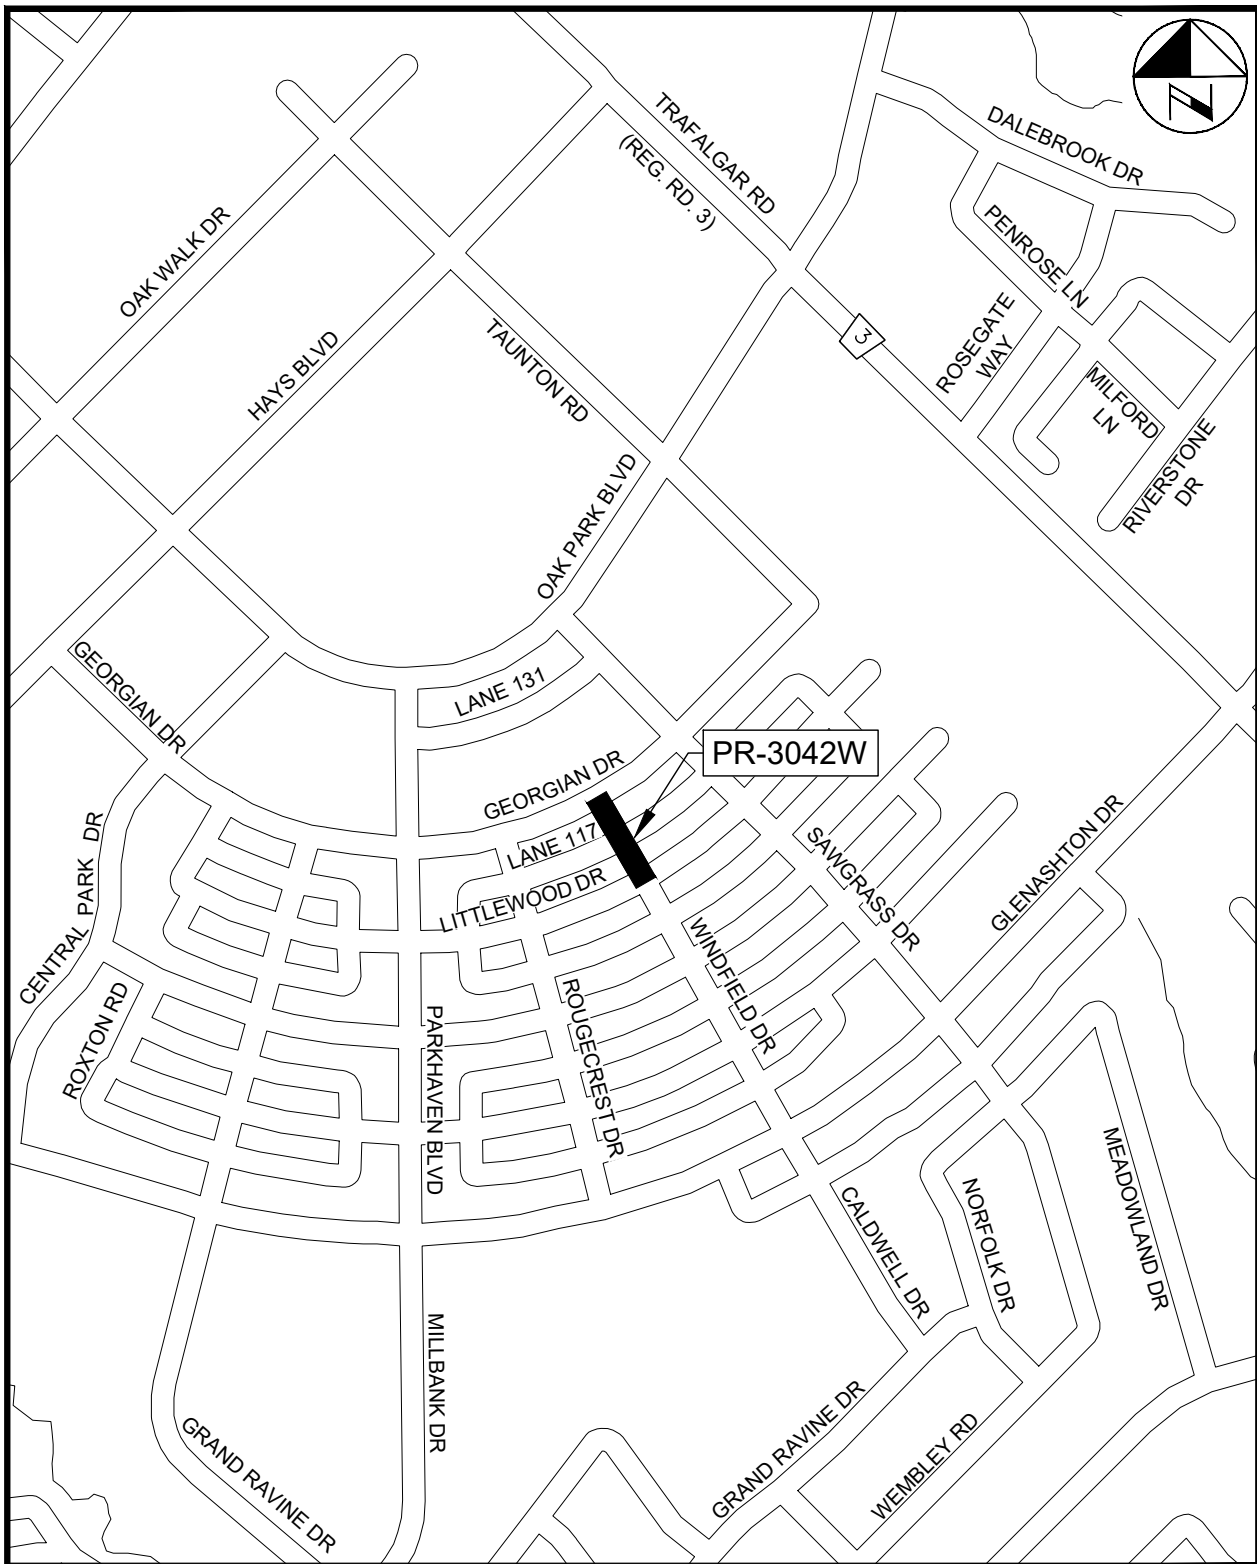 TRAFALGAR RD
(REG. RD. 3)
DALEBROOK DR
N
PENROSE LN
OAK WALK DR
3
ROSEGATE
WAY
HAYS BLVD
TAUNTON RD
MILFORD
LN
RIVERSTONE
DR
OAK PARK BLVD
GEORGIAN DR
LANE 131
PR-3042W
GEORGIAN DR
CENTRAL PARK DR
LANE 117
LITTLEWOOD DR
SAWGRASS DR
GLENASHTON DR
WINDFIELD DR
ROXTON RD
PARKHAVEN BLVD
ROUGECREST DR
MEADOWLAND DR
CALDWELL DR
NORFOLK DR
MILLBANK DR
GRAND RAVINE DR
GRAND RAVINE DR
WEMBLEY RD